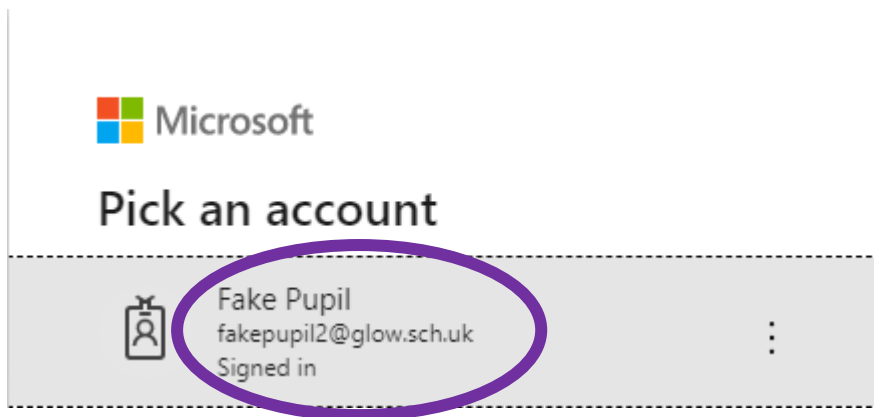 Microsoft
Pick an account
Fake Pupil
fakepupil2@glow.sch.uk
Signed in